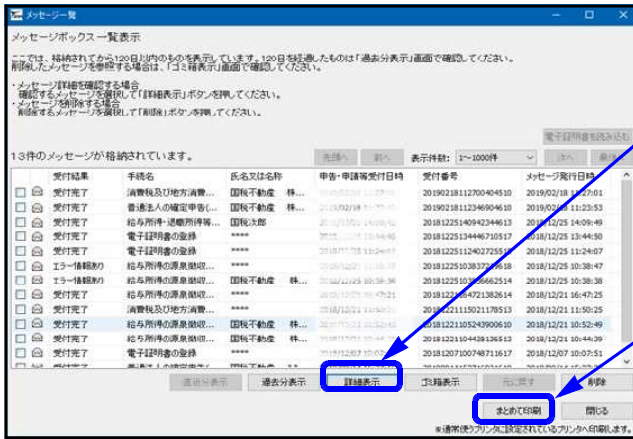 メッセージ一覧
メッセージボックス一覧表示
ここでは、格納されてから120日以内のものを表示しています。120日を経過したものは「過去分表示」画面で確認してください。
削除したメッセージを参照する場合は、「ゴミ箱表示」画面で確認してください。
・メッセージ詳細を確認する場合
確認するメッセージを選択して「詳細表示」ボタンを押してください。
・メッセージを削除する場合
削除するメッセージを選択して「削除」ボタンを押してください。
電子証明書を読み込む
13件のメッセージが格納されています。 先頭へ 前へ 表示件数: 1~1000件 次へ
受付結果 手続名 氏名又は名称 申告・申請等受付日時 受付番号 メッセージ発行日時
受付完了 消費税及び地方消費... 国税不動産 株... 20190218112700404510 2019/02/18 11:27:01
受付完了 普通法人の確定申告(... 国税不動産 株... 20190218112346904610 2019/02/18 11:23:53
受付完了 給与所得・退職所得等... 国税次郎 20181225140942344613 2018/12/25 14:09:49
受付完了 電子証明書の登録 **** 20181225134446710517 2018/12/25 13:44:50
受付完了 電子証明書の登録 **** 2018/12/25 11:24:07
エラー情報あり 給与所得の源泉徴収... 2018/12/25 10:38:47
エラー情報あり 給与所得の源泉徴収... 国税不動産 株... 2018/12/25 10:38:38
受付完了 給与所得の源泉徴収... 2018/12/21 16:47:25
受付完了 消費税及び地方消費... **** 20181221115021178513 2018/12/21 11:50:25
受付完了 給与所得の源泉徴収... 国税不動産 株... 20181221105243900610 2018/12/21 10:52:49
受付完了 給与所得の源泉徴収... 国税不動産 株... 20181221104439136513 2018/12/21 10:44:39
受付完了 電子証明書の登録 **** 20181207100748711617 2018/12/07 10:07:51
直近分表示 過去分表示 詳細表示 ゴミ箱表示 元に戻す 削除
まとめて印刷 閉じる
※通常使うプリンタに設定されているプリンタへ印刷します。